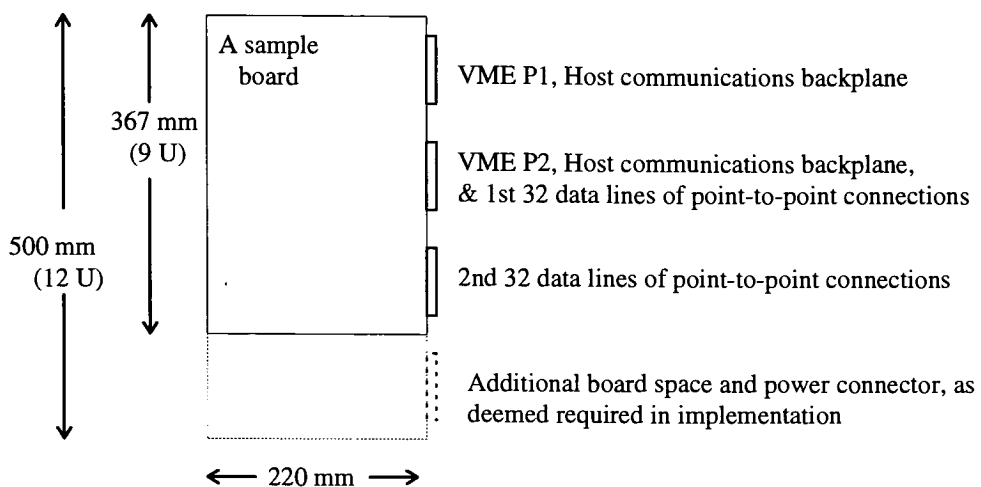 A sample
board
VME P1, Host communications backplane
367 mm
(9 U)
VME P2, Host communications backplane,
& 1st 32 data lines of point-to-point connections
500 mm
(12 U)
2nd 32 data lines of point-to-point connections
Additional board space and power connector, as
deemed required in implementation
220 mm